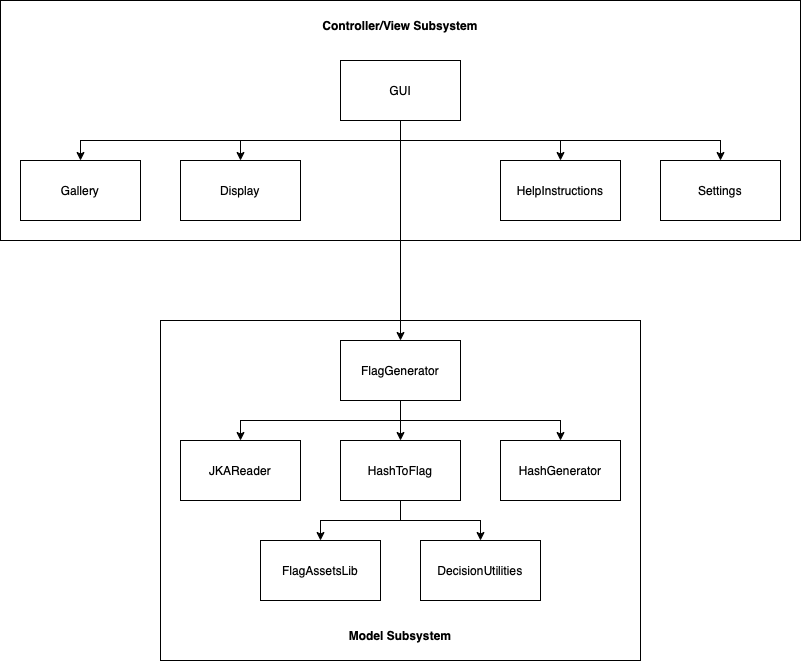 Controller/View Subsystem
GUI
Gallery
Display
HelpInstructions
Settings
FlagGenerator
JKAReader
HashToFlag
HashGenerator
FlagAssetsLib
DecisionUtilities
Model Subsystem